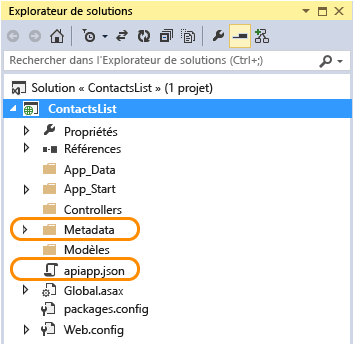 Explorateur de solutions
Rechercher dans l'Explorateur de solutions (Ctrl+;)
Solution « ContactsList » (1 projet)
ContactsList
Propriétés
Références
App_Data
App_Start
Controllers
Metadata
Modèles
apiapp.json
Global.asax
packages.config
Web.config